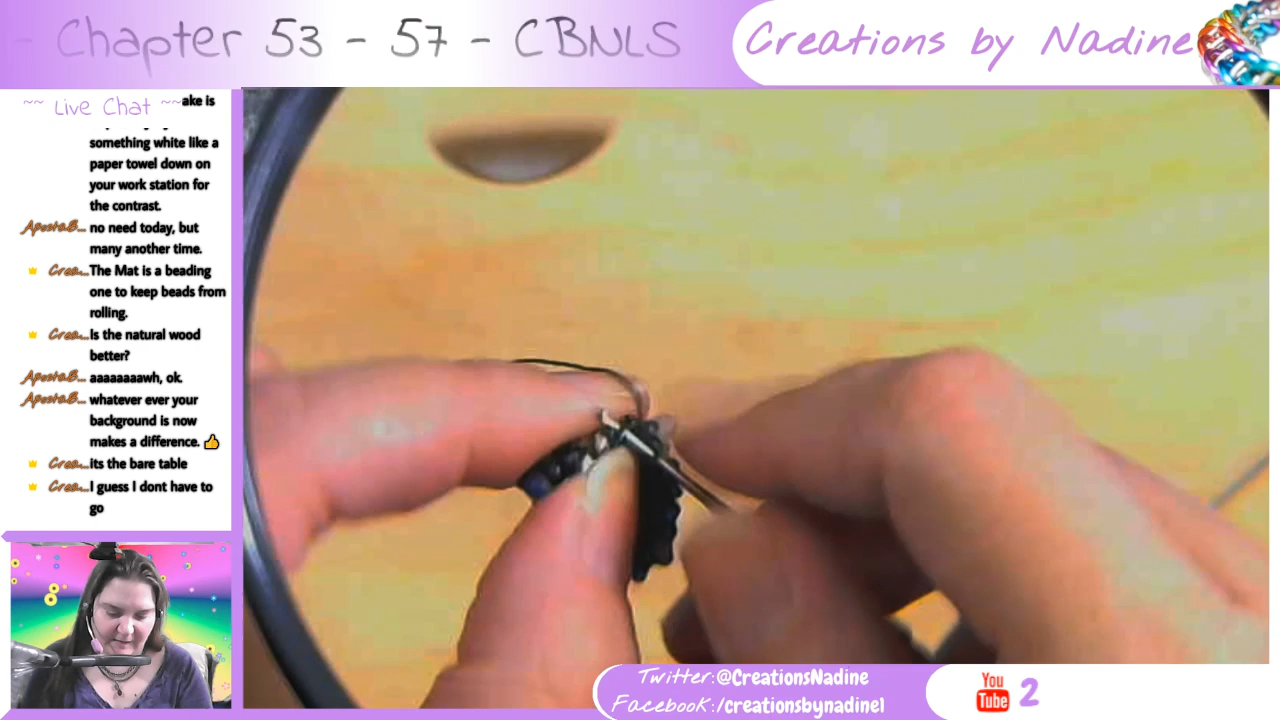 - Chapter 53 - 57 - CBNLS
Creations by Nadine
~~ Live Chat ~~
ake is
something white like a
paper towel down on
your work station for
the contrast.
ApostaB... no need today, but
many another time.
Crea... The Mat is a beading
one to keep beads from
rolling.
Crea... Is the natural wood
better?
ApostaB... aaaaaaaawh, ok.
ApostaB... whatever ever your
background is now
makes a difference. 👍
Crea... its the bare table
Crea... I guess I dont have to
go
Twitter:@CreationsNadine
Facebook:/creationsbynadine1
You
Tube 2